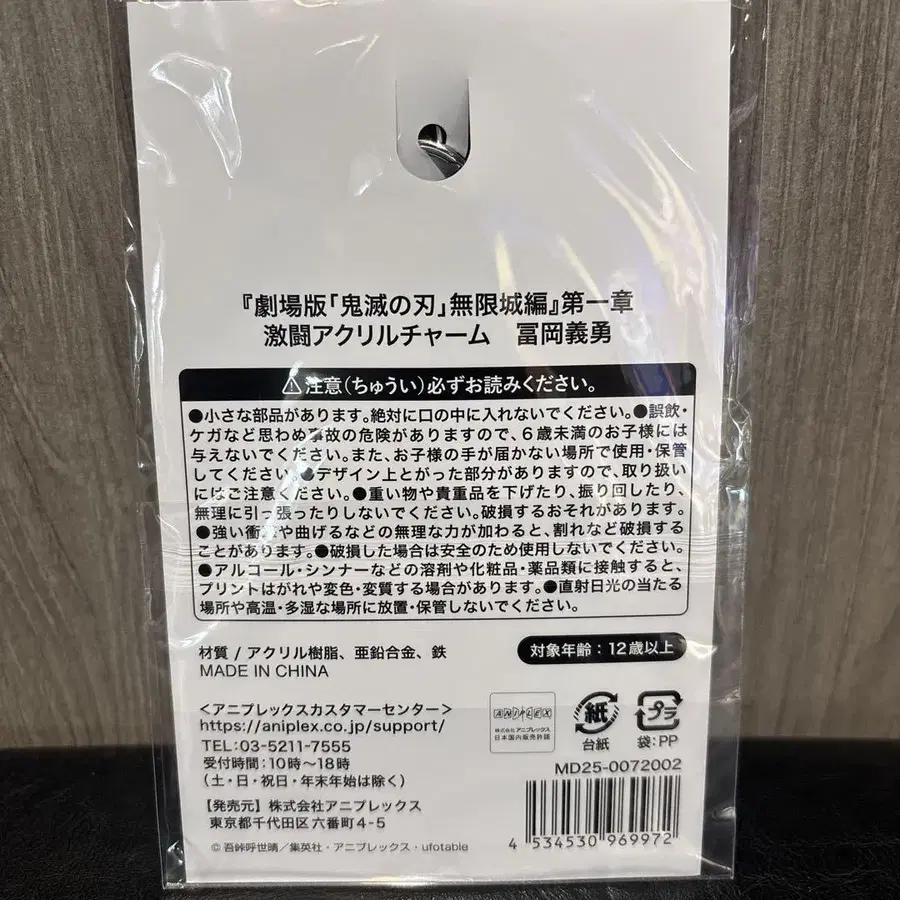 『劇場版「鬼滅の刃」無限城編』第一章
激闘アクリルチャーム　冨岡義勇
⚠注意(ちゅうい)必ずお読みください。
●小さな部品があります。絶対に口の中に入れないでください。●誤飲・
ケガなど思わぬ事故の危険がありますので、6歳未満のお子様には
与えないでください。また、お子様の手が届かない場所で使用・保管
してください。●デザイン上とがった部分がありますので、取り扱い
にはご注意ください。●重い物や貴重品を下げたり、振り回したり、
無理に引っ張ったりしないでください。破損するおそれがあります。
●強い衝撃や曲げるなどの無理な力が加わると、割れなど破損する
ことがあります。●破損した場合は安全のため使用しないでください。
●アルコール・シンナーなどの溶剤や化粧品・薬品類に接触すると、
プリントはがれや変色・変質する場合があります。●直射日光の当たる
場所や高温・多湿な場所に放置・保管しないでください。
材質 / アクリル樹脂、亜鉛合金、鉄
対象年齢：12歳以上
MADE IN CHINA
<アニプレックスカスタマーセンター>
https://aniplex.co.jp/support/
TEL：03-5211-7555
受付時間：10時〜18時
(土・日・祝日・年末年始は除く)
【発売元】株式会社アニプレックス
東京都千代田区六番町4-5
© 吾峠呼世晴／集英社・アニプレックス・ufotable
ANIPLEX
株式会社 アニプレックス
日本国内販売許諾
紙
台紙
プラ
袋：PP
MD25-0072002
4 534530 969972